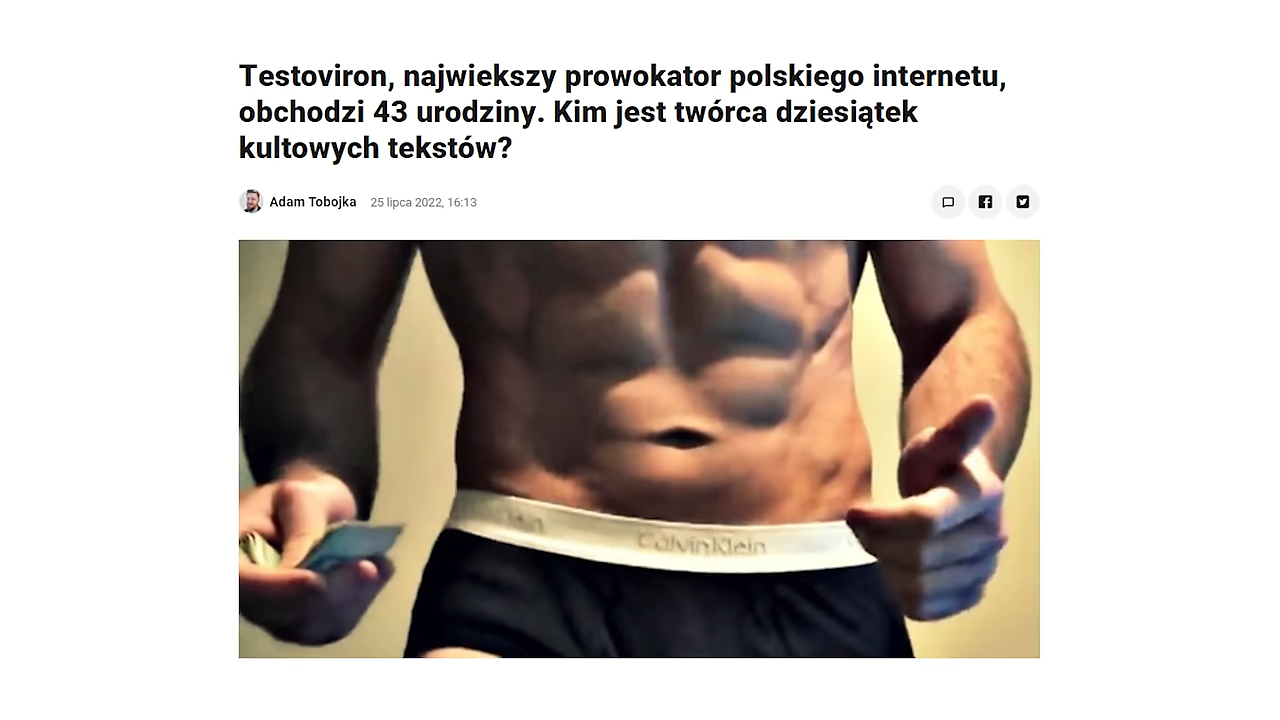 Testoviron, najwiekszy prowokator polskiego internetu,
obchodzi 43 urodziny. Kim jest twórca dziesiątek
kultowych tekstów?
Adam Tobojka 25 lipca 2022, 16:13
Klein
Calvin Klein